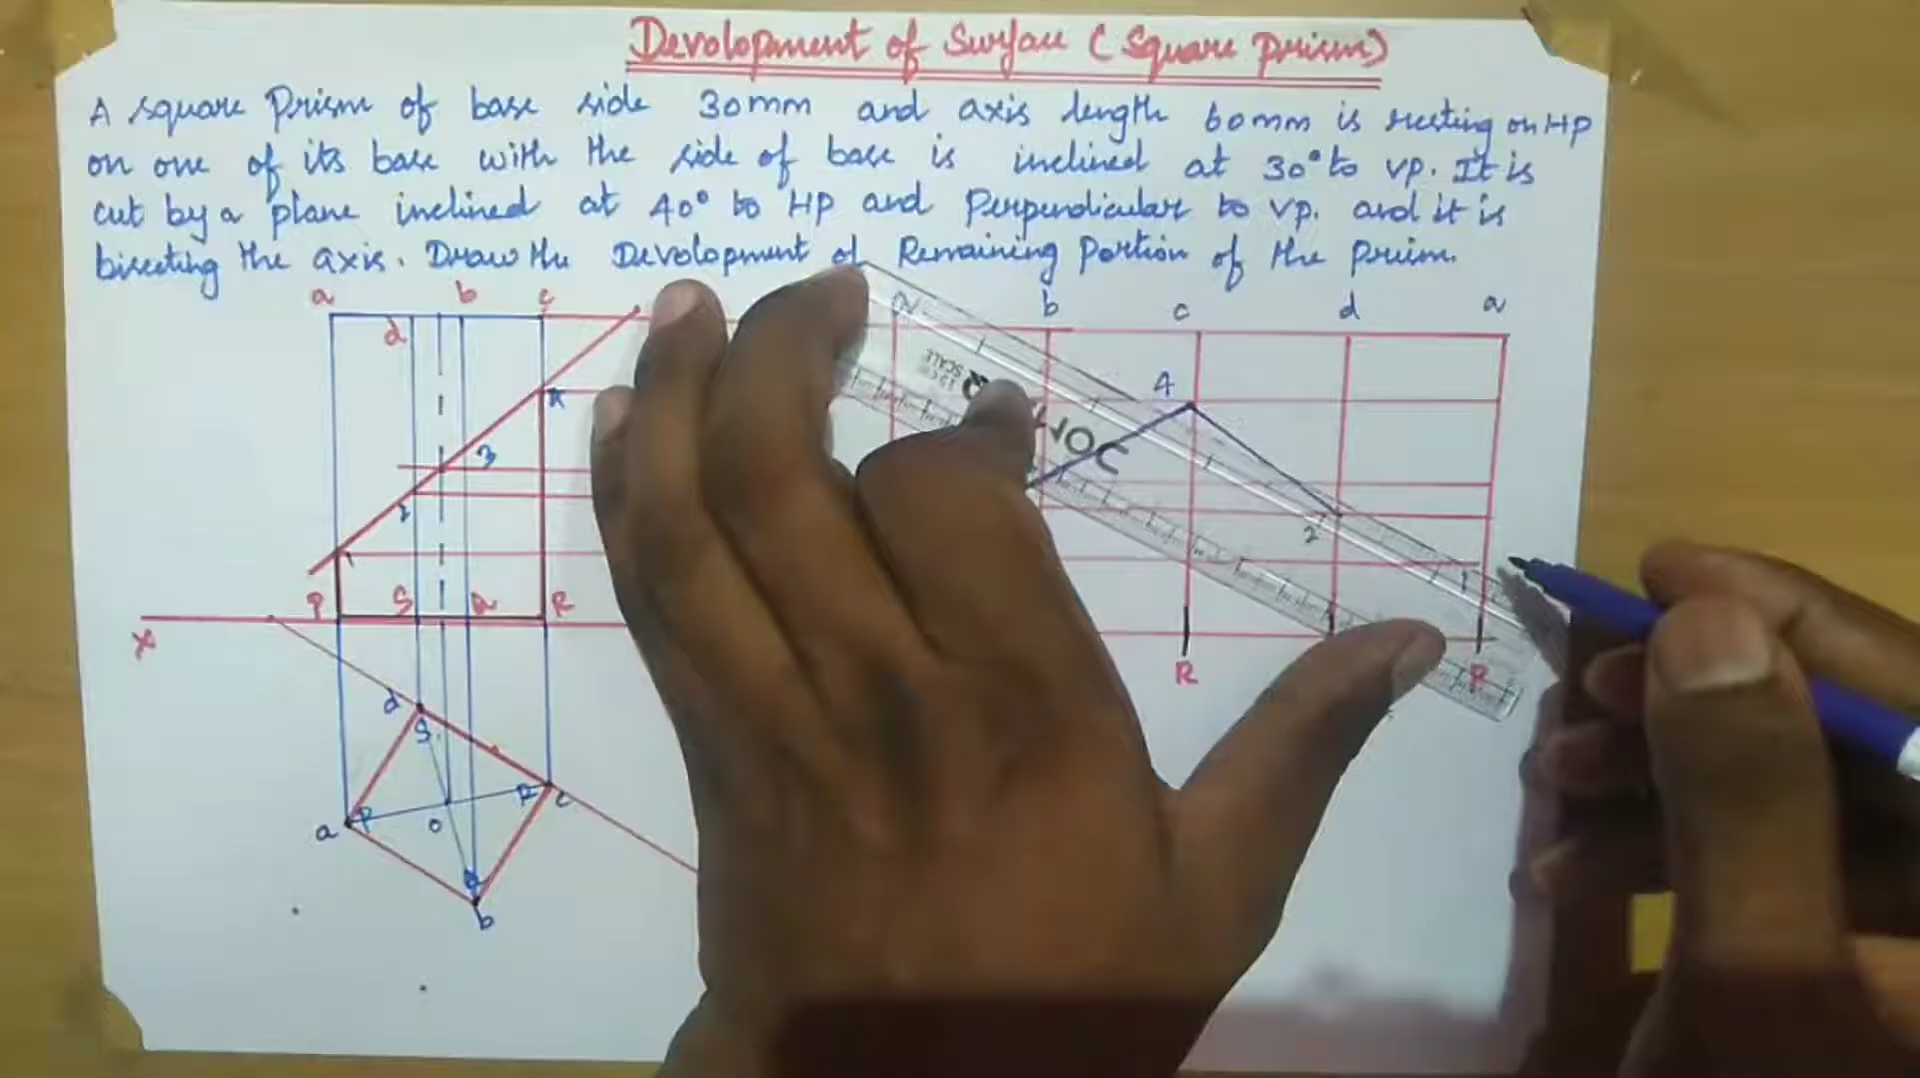 Devolopment of Surface (Square prism)
A square Prism of base side 30mm and axis length 60mm is resting on HP
on one of its base with the side of base is inclined at 30° to VP. It is
cut by a plane inclined at 40° to HP and Perpendicular to VP. and it is
bisecting the axis. Draw the Devolopment of Remaining Portion of the Prism.
a b c
d
a b c d a
4
3
2
2
1
1
P S Q R
X
R P
d
S
a P R c
o
Q
b
SCALE